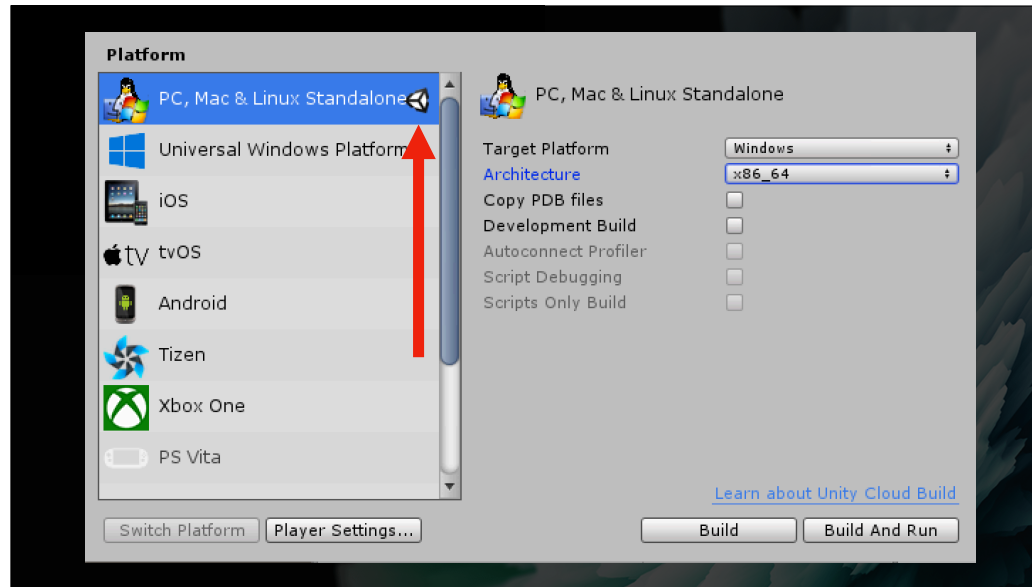 Platform
PC, Mac & Linux Standalone
Universal Windows Platform
iOS
tv tvOS
Android
Tizen
Xbox One
PS Vita
Switch Platform
Player Settings...
PC, Mac & Linux Standalone
Target Platform Windows
Architecture x86_64
Copy PDB files
Development Build
Autoconnect Profiler
Script Debugging
Scripts Only Build
Learn about Unity Cloud Build
Build
Build And Run